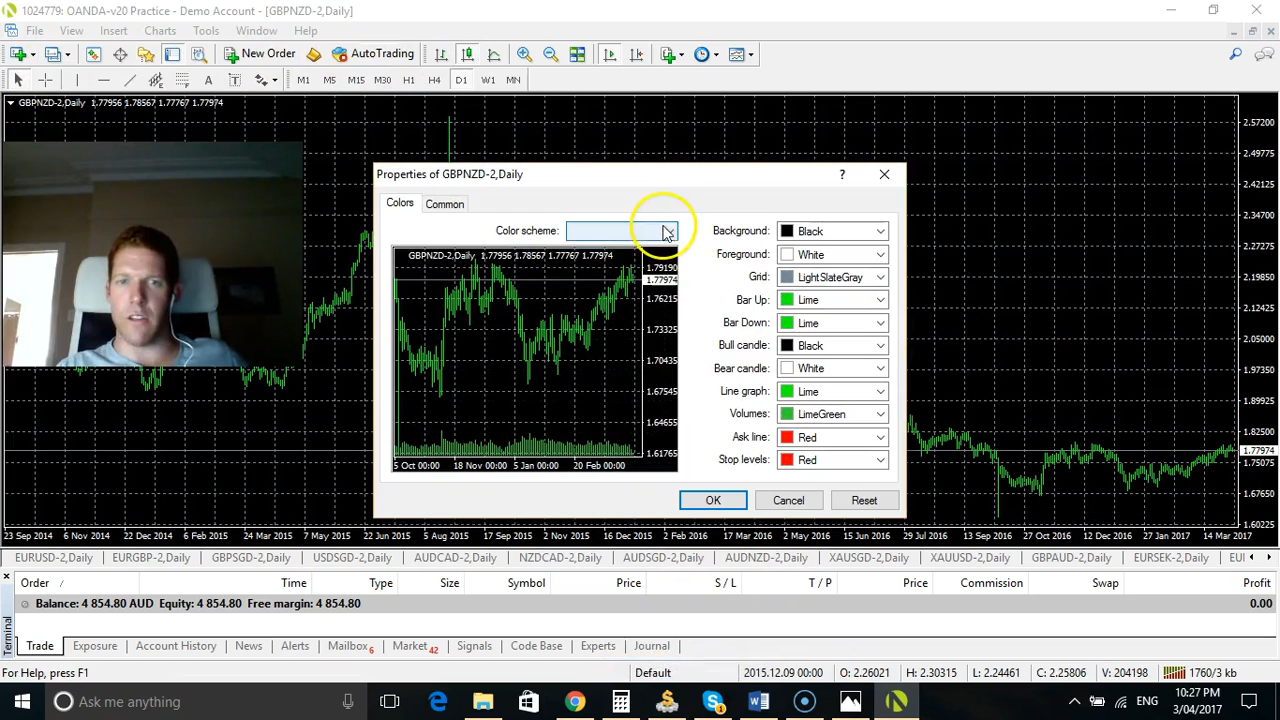 1024779: OANDA-v20 Practice - Demo Account - [GBPNZD-2,Daily]
File View Insert Charts Tools Window Help
New Order AutoTrading
A T M1 M5 M15 M30 H1 H4 D1 W1 MN
GBPNZD-2,Daily 1.77956 1.78567 1.77767 1.77974
2.57200
2.49775
2.42125
2.34700
2.27275
2.19850
2.12425
2.05000
1.97350
1.89925
1.82500
1.77974
1.75075
1.67650
1.60225
Properties of GBPNZD-2,Daily ?
Colors Common
Color scheme:
GBPNZD-2,Daily 1.77956 1.78567 1.77767 1.77974
1.79190
1.77974
1.76215
1.73325
1.70435
1.67545
1.64655
1.61765
5 Oct 00:00 18 Nov 00:00 5 Jan 00:00 20 Feb 00:00
Background: Black
Foreground: White
Grid: LightSlateGray
Bar Up: Lime
Bar Down: Lime
Bull candle: Black
Bear candle: White
Line graph: Lime
Volumes: LimeGreen
Ask line: Red
Stop levels: Red
OK Cancel Reset
23 Sep 2014 6 Nov 2014 22 Dec 2014 6 Feb 2015 24 Mar 2015 7 May 2015 22 Jun 2015 5 Aug 2015 17 Sep 2015 2 Nov 2015 16 Dec 2015 2 Feb 2016 17 Mar 2016 2 May 2016 15 Jun 2016 29 Jul 2016 13 Sep 2016 27 Oct 2016 12 Dec 2016 27 Jan 2017 14 Mar 2017
EURUSD-2,Daily EURGBP-2,Daily GBPSGD-2,Daily USDSGD-2,Daily AUDCAD-2,Daily NZDCAD-2,Daily AUDSGD-2,Daily AUDNZD-2,Daily XAUSGD-2,Daily XAUUSD-2,Daily GBPAUD-2,Daily EURSEK-2,Daily
Order Time Type Size Symbol Price S / L T / P Price Commission Swap Profit
Balance: 4 854.80 AUD Equity: 4 854.80 Free margin: 4 854.80 0.00
Terminal
Trade Exposure Account History News Alerts Mailbox 6 Market 42 Signals Code Base Experts Journal
For Help, press F1 Default 2015.12.09 00:00 O: 2.26021 H: 2.30315 L: 2.24461 C: 2.25806 V: 204198 1760/3 kb
Ask me anything ENG 10:27 PM
3/04/2017